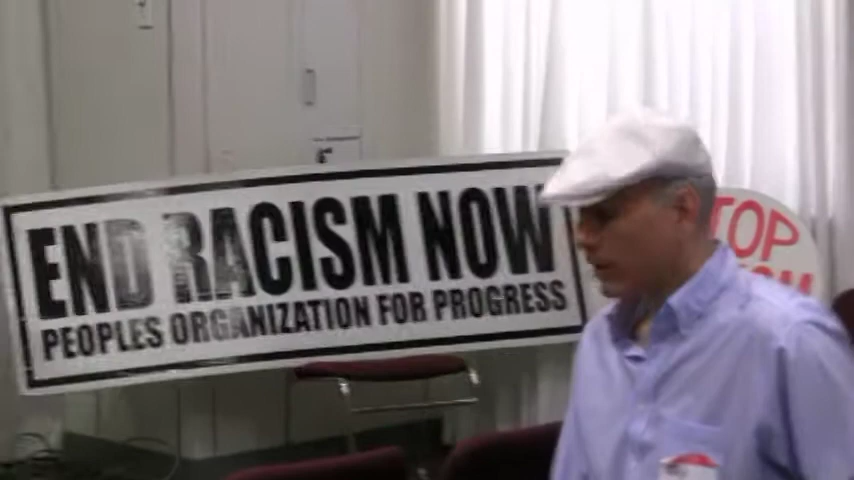 END RACISM NOW
PEOPLES ORGANIZATION FOR PROGRESS
TOP